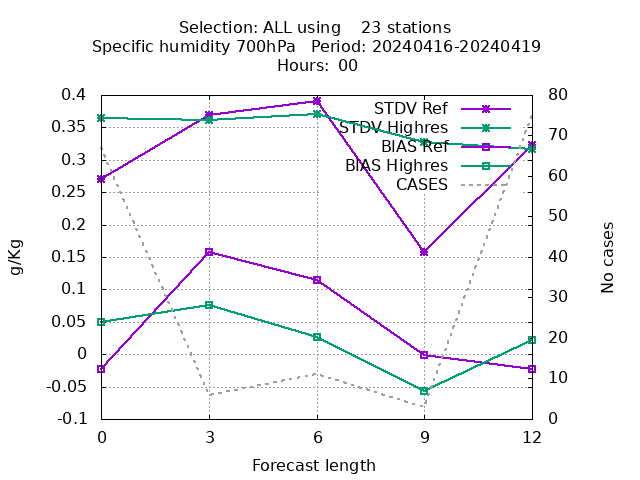 Selection: ALL using    23 stations
Specific humidity 700hPa   Period: 20240416-20240419
Hours:  00
STDV Ref
STDV Highres
BIAS Ref
BIAS Highres
CASES
0.4
0.35
0.3
0.25
0.2
0.15
0.1
0.05
0
-0.05
-0.1
80
70
60
50
40
30
20
10
0
g/Kg
No cases
0 3 6 9 12
Forecast length